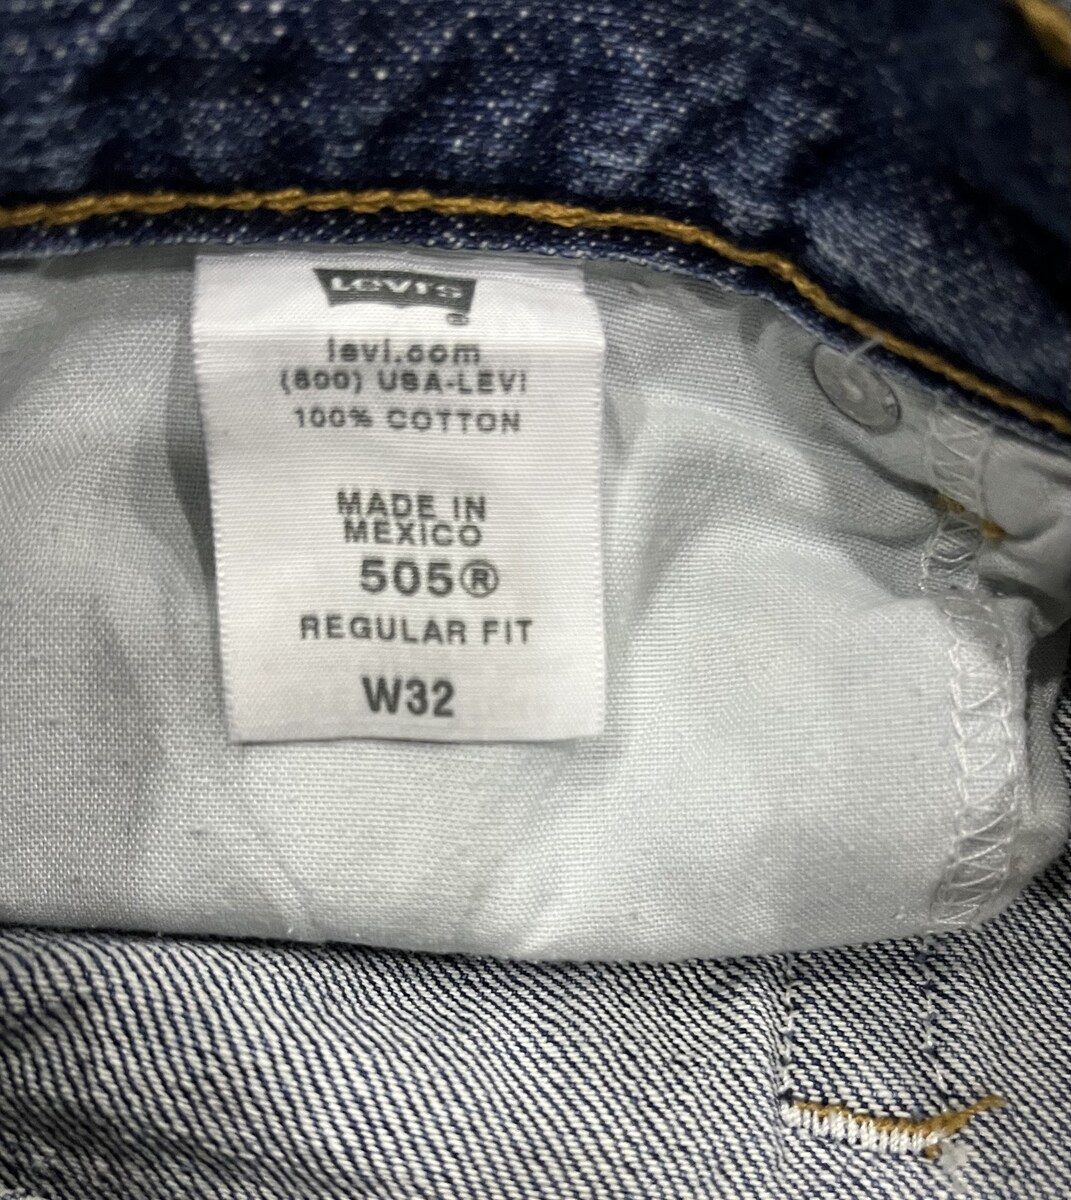 Levi's
®
levi.com
(800) USA-LEVI
100% COTTON
MADE IN
MEXICO
505®
REGULAR FIT
W32